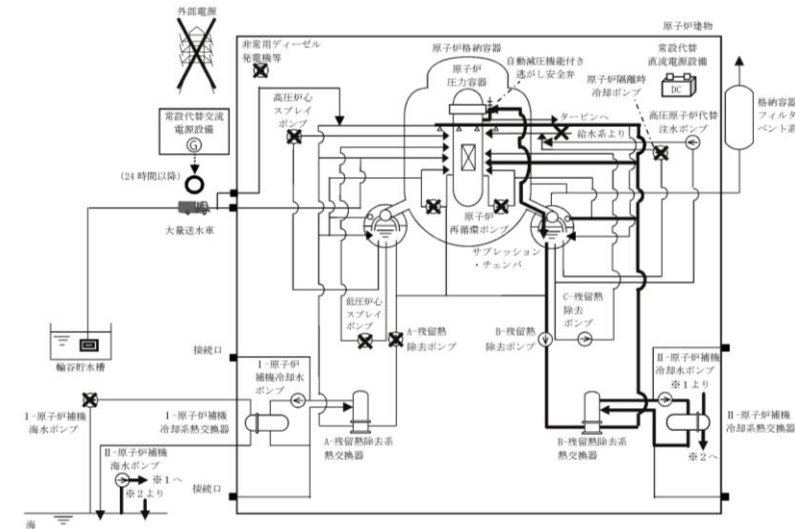 外部電源
非常用ディーゼル
発電機等
常設代替交流
電源設備
G
(24時間以降)
大量送水車
輪谷貯水槽
原子炉建物
原子炉格納容器
原子炉
圧力容器
自動減圧機能付き
逃がし安全弁
常設代替
直流電源設備
DC
原子炉隔離時
冷却ポンプ
高圧炉心
スプレイ
ポンプ
タービンへ
給水系より
高圧原子炉代替
注水ポンプ
格納容器
フィルタ
ベント系
原子炉
再循環ポンプ
サプレッション
・チェンバ
低圧炉心
スプレイ
ポンプ
A-残留熱
除去ポンプ
B-残留熱
除去ポンプ
C-残留熱
除去
ポンプ
接続口
Ⅰ-原子炉補機
冷却水
ポンプ
Ⅱ-原子炉補機
冷却水ポンプ
※1より
Ⅰ-原子炉補機
海水ポンプ
Ⅰ-原子炉補機
冷却系熱交換器
A-残留熱除去系
熱交換器
B-残留熱除去系
熱交換器
Ⅱ-原子炉補機
冷却系熱交換器
※2へ
Ⅱ-原子炉補機
海水ポンプ
※1へ
※2より
接続口
海